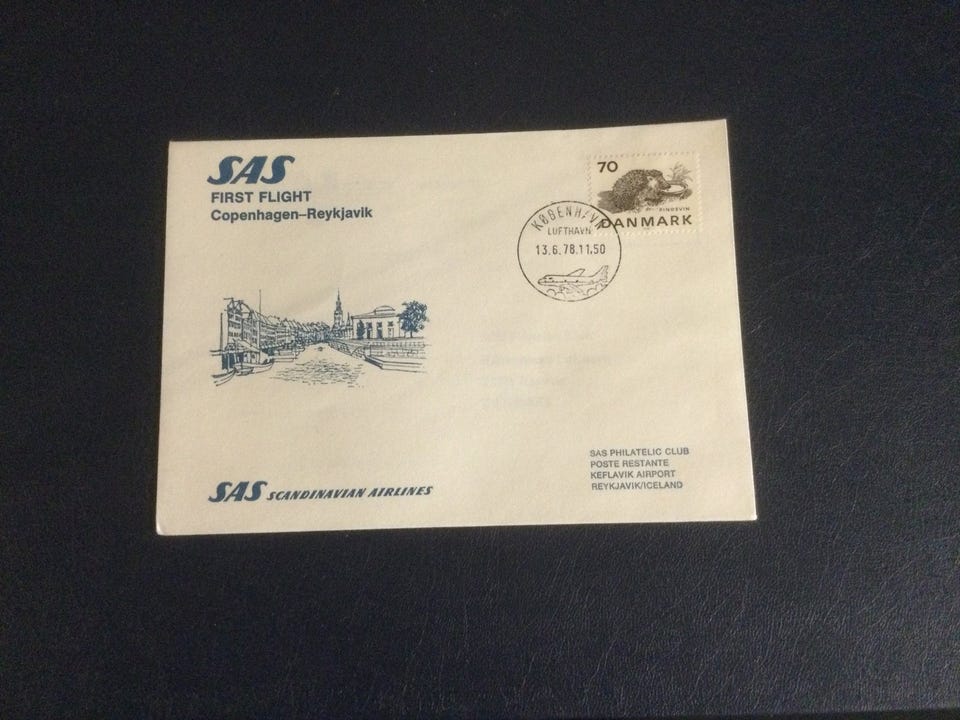 SAS
FIRST FLIGHT
Copenhagen–Reykjavik
70
PINDSVIN
DANMARK
KØBENHAVN
LUFTHAVN
13.6.78.11.50
SAS SCANDINAVIAN AIRLINES
SAS PHILATELIC CLUB
POSTE RESTANTE
KEFLAVIK AIRPORT
REYKJAVIK/ICELAND